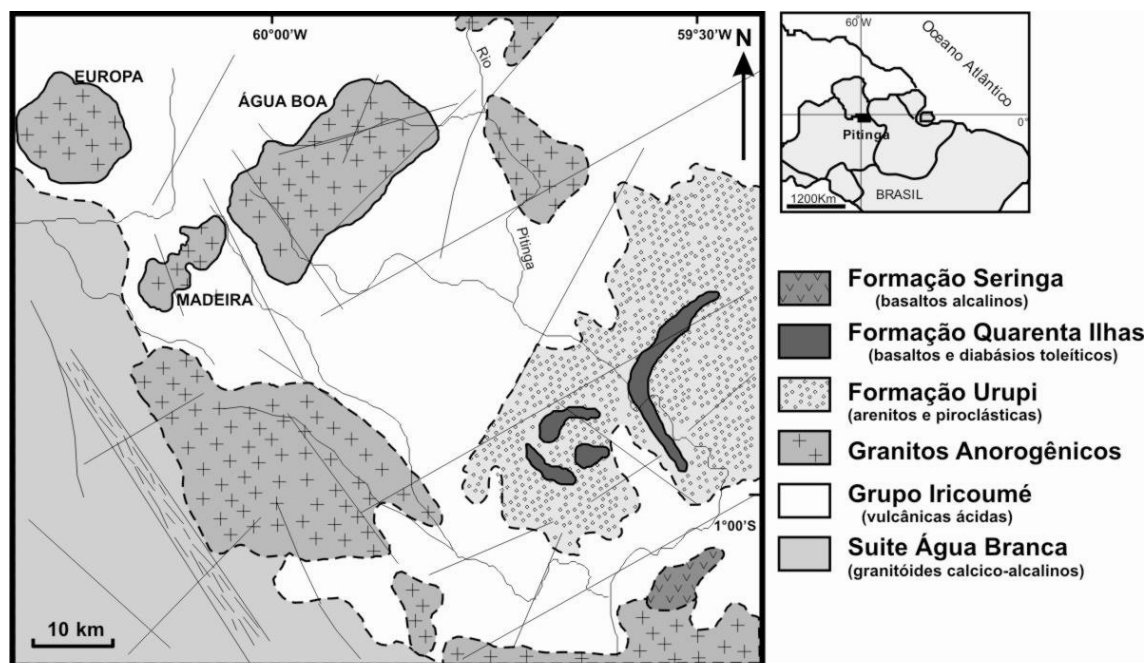 60°00'W
59°30'W
N
EUROPA
ÁGUA BOA
MADEIRA
Rio
Pitinga
1°00'S
10 km
60°W
Oceano Atlântico
0°
Pitinga
BRASIL
1200Km
Formação Seringa
(basaltos alcalinos)
Formação Quarenta Ilhas
(basaltos e diabásios toleíticos)
Formação Urupi
(arenitos e piroclásticas)
Granitos Anorogênicos
Grupo Iricoumé
(vulcânicas ácidas)
Suite Água Branca
(granitóides calcico-alcalinos)